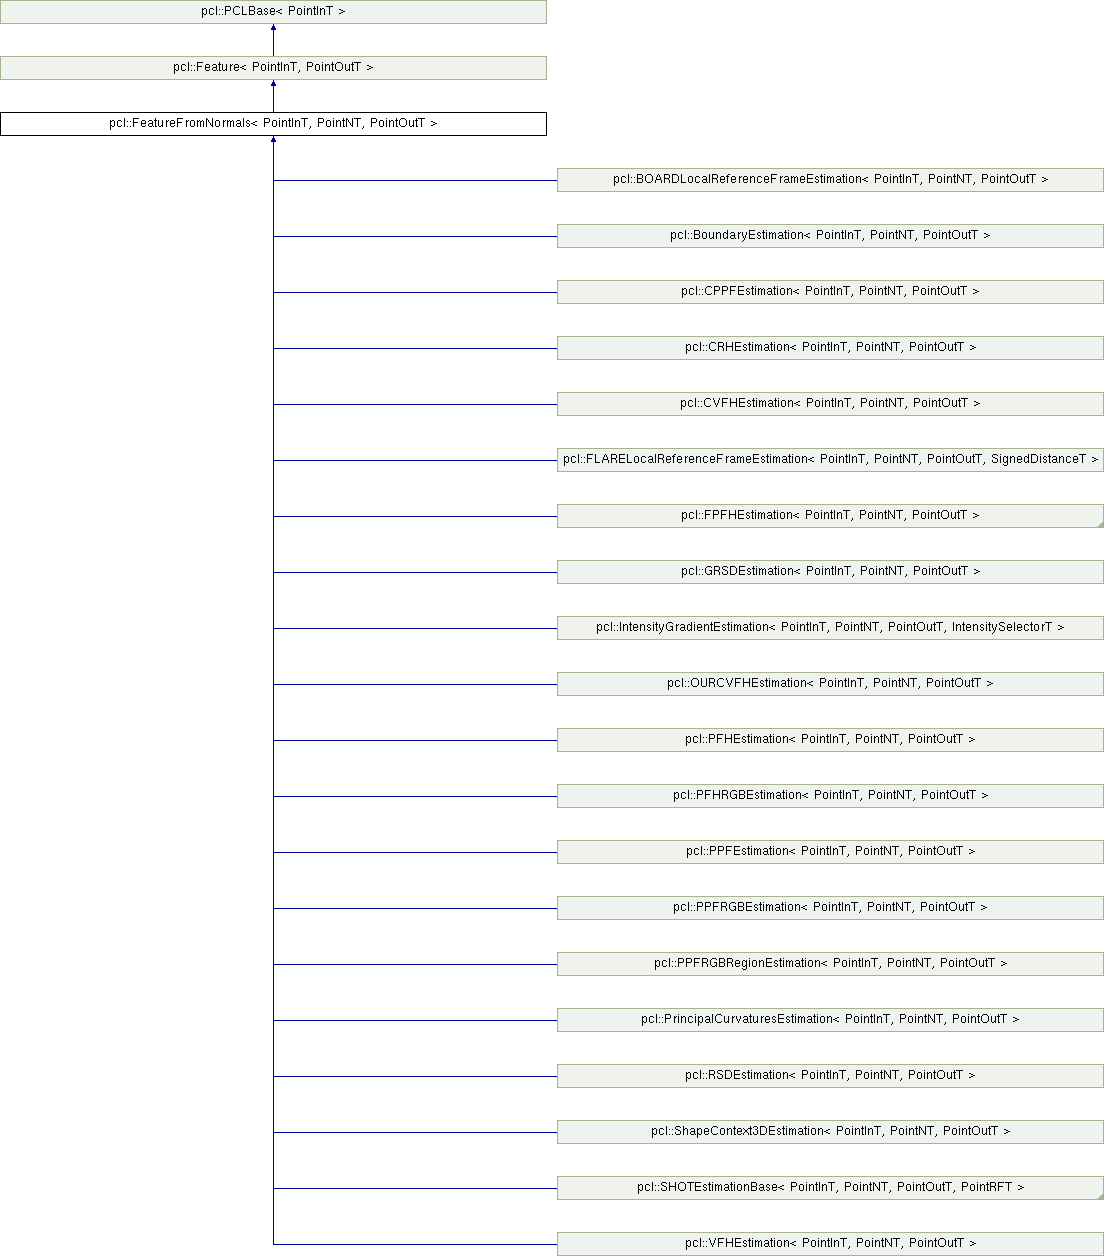 pcl::PCLBase< PointInT >
pcl::Feature< PointInT, PointOutT >
pcl::FeatureFromNormals< PointInT, PointNT, PointOutT >
pcl::BOARDLocalReferenceFrameEstimation< PointInT, PointNT, PointOutT >
pcl::BoundaryEstimation< PointInT, PointNT, PointOutT >
pcl::CPPFEstimation< PointInT, PointNT, PointOutT >
pcl::CRHEstimation< PointInT, PointNT, PointOutT >
pcl::CVFHEstimation< PointInT, PointNT, PointOutT >
pcl::FLARELocalReferenceFrameEstimation< PointInT, PointNT, PointOutT, SignedDistanceT >
pcl::FPFHEstimation< PointInT, PointNT, PointOutT >
pcl::GRSDEstimation< PointInT, PointNT, PointOutT >
pcl::IntensityGradientEstimation< PointInT, PointNT, PointOutT, IntensitySelectorT >
pcl::OURCVFHEstimation< PointInT, PointNT, PointOutT >
pcl::PFHEstimation< PointInT, PointNT, PointOutT >
pcl::PFHRGBEstimation< PointInT, PointNT, PointOutT >
pcl::PPFEstimation< PointInT, PointNT, PointOutT >
pcl::PPFRGBEstimation< PointInT, PointNT, PointOutT >
pcl::PPFRGBRegionEstimation< PointInT, PointNT, PointOutT >
pcl::PrincipalCurvaturesEstimation< PointInT, PointNT, PointOutT >
pcl::RSDEstimation< PointInT, PointNT, PointOutT >
pcl::ShapeContext3DEstimation< PointInT, PointNT, PointOutT >
pcl::SHOTEstimationBase< PointInT, PointNT, PointOutT, PointRFT >
pcl::VFHEstimation< PointInT, PointNT, PointOutT >